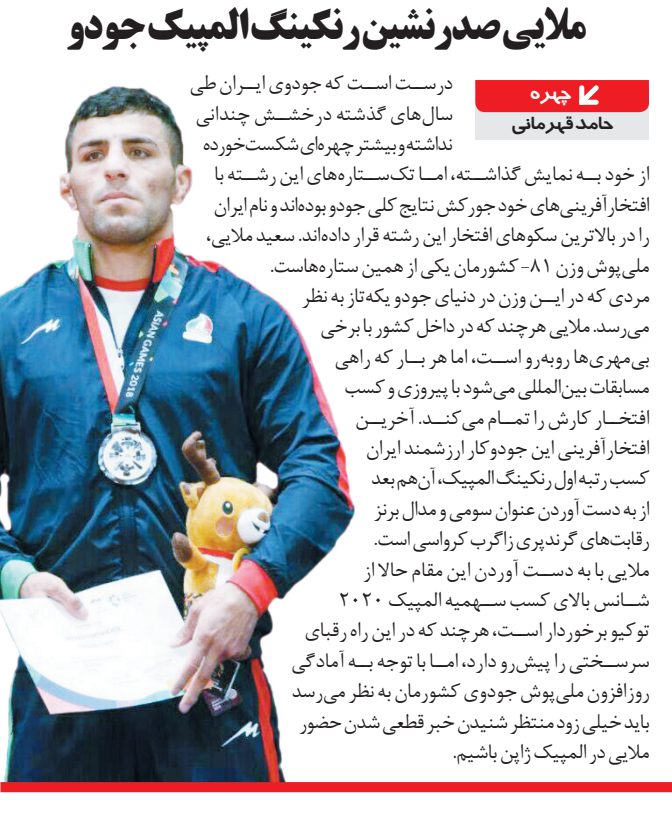 ملایی صدرنشین رنکینگ المپیک جودو
چهره
حامد قهرمانی
درست است که جودوی ایران طی
سال‌های گذشته درخشش چندانی
نداشته و بیشتر چهره‌ای شکست‌خورده
از خود به نمایش گذاشته، اما تک‌ستاره‌های این رشته با
افتخارآفرینی‌های خود جورکش نتایج کلی جودو بوده‌اند و نام ایران
را در بالاترین سکوهای افتخار این رشته قرار داده‌اند. سعید ملایی،
ملی‌پوش وزن ۸۱- کشورمان یکی از همین ستاره‌هاست.
مردی که در این وزن در دنیای جودو یکه‌تاز به نظر
می‌رسد. ملایی هرچند که در داخل کشور با برخی
بی‌مهری‌ها روبه‌رو است، اما هر بار که راهی
مسابقات بین‌المللی می‌شود با پیروزی و کسب
افتخار کارش را تمام می‌کند. آخرین
افتخارآفرینی این جودوکار ارزشمند ایران
کسب رتبه اول رنکینگ المپیک، آن‌هم بعد
از به دست آوردن عنوان سومی و مدال برنز
رقابت‌های گرندپری زاگرب کرواسی است.
ملایی با به دست آوردن این مقام حالا از
شانس بالای کسب سهمیه المپیک ۲۰۲۰
توکیو برخوردار است، هرچند که در این راه رقبای
سرسختی را پیش‌رو دارد، اما با توجه به آمادگی
روزافزون ملی‌پوش جودوی کشورمان به نظر می‌رسد
باید خیلی زود منتظر شنیدن خبر قطعی شدن حضور
ملایی در المپیک ژاپن باشیم.
ASIAN GAMES 2018